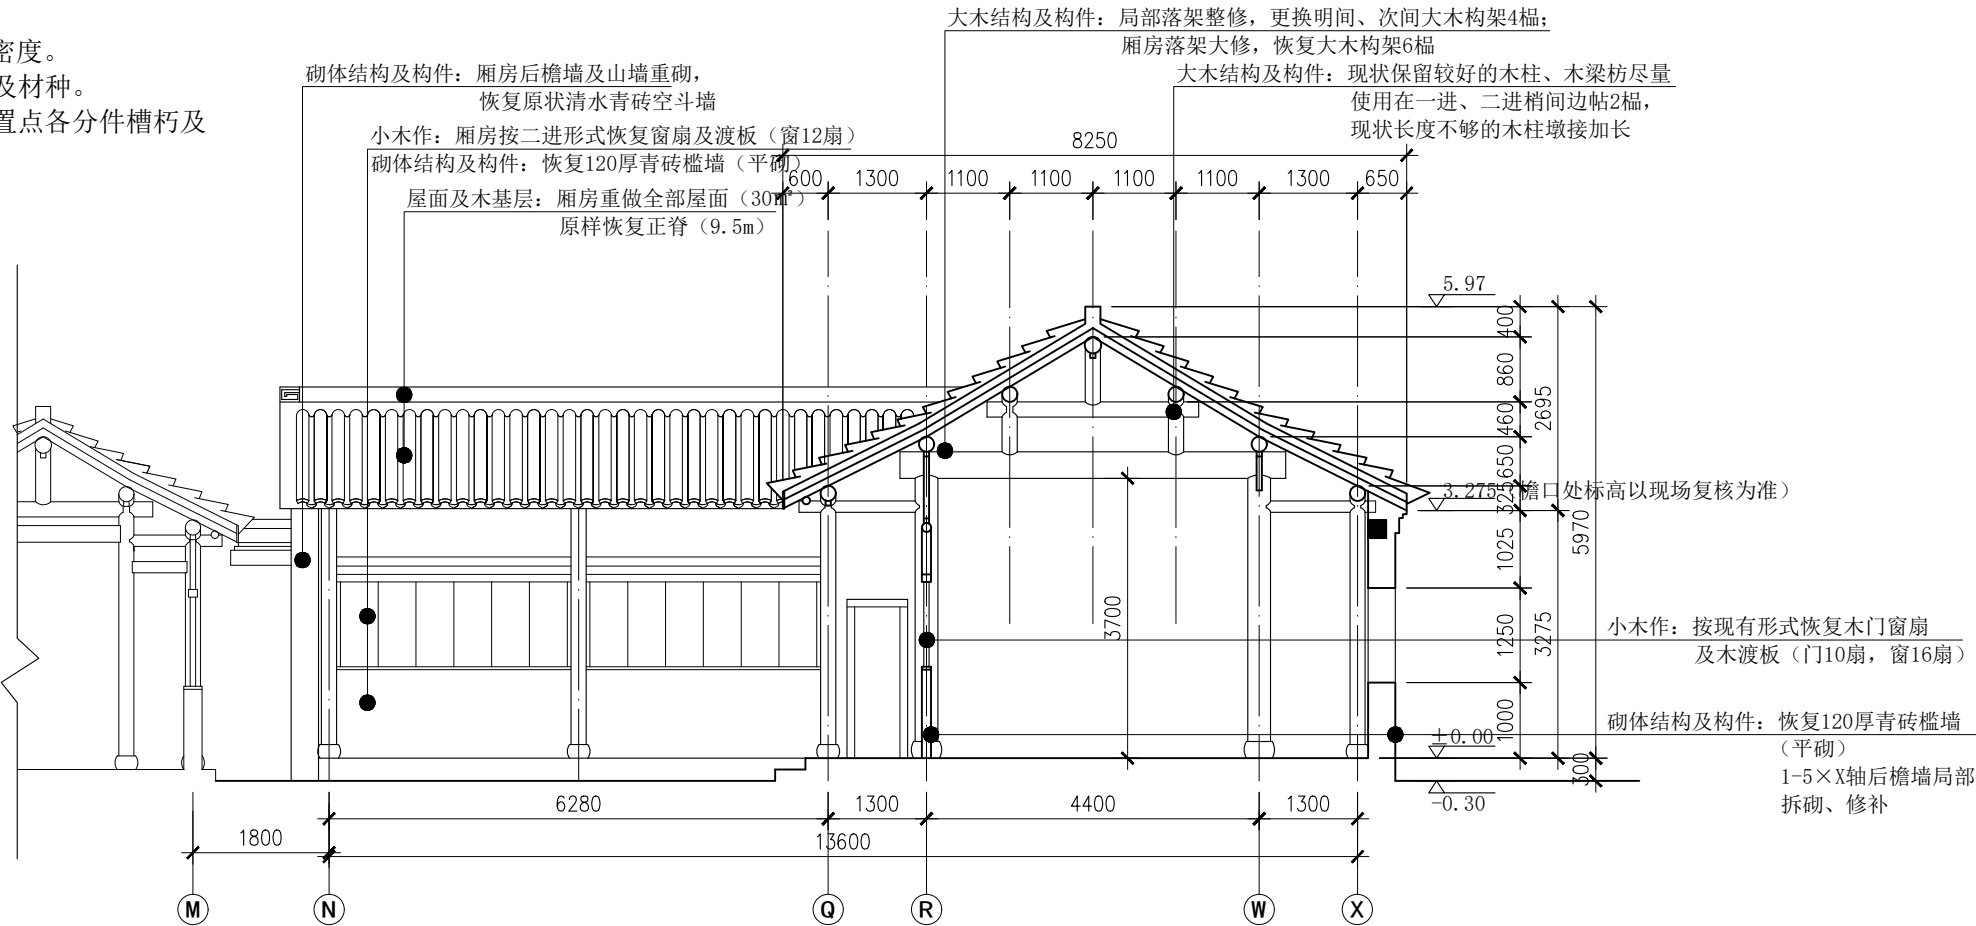 密度。
及材种。
置点各分件槽朽及
大木结构及构件：局部落架整修，更换明间、次间大木构架4榀；
厢房落架大修，恢复大木构架6榀
砌体结构及构件：厢房后檐墙及山墙重砌，
恢复原状清水青砖空斗墙
大木结构及构件：现状保留较好的木柱、木梁枋尽量
使用在一进、二进梢间边帖2榀，
现状长度不够的木柱墩接加长
小木作：厢房按二进形式恢复窗扇及渡板（窗12扇）
砌体结构及构件：恢复120厚青砖槛墙（平砌）
屋面及木基层：厢房重做全部屋面（30㎡）
原样恢复正脊（9.5m）
8250
600 1300 1100 1100 1100 1100 1300 650
5.97
400
860
460
650
325
1025
1250
1000
300
2695
3275
5970
3.275（檐口处标高以现场复核为准）
3700
小木作：按现有形式恢复木门窗扇
及木渡板（门10扇，窗16扇）
砌体结构及构件：恢复120厚青砖槛墙
（平砌）
1-5×X轴后檐墙局部
拆砌、修补
±0.00
-0.30
6280 1300 4400 1300
1800
13600
M N Q R W X